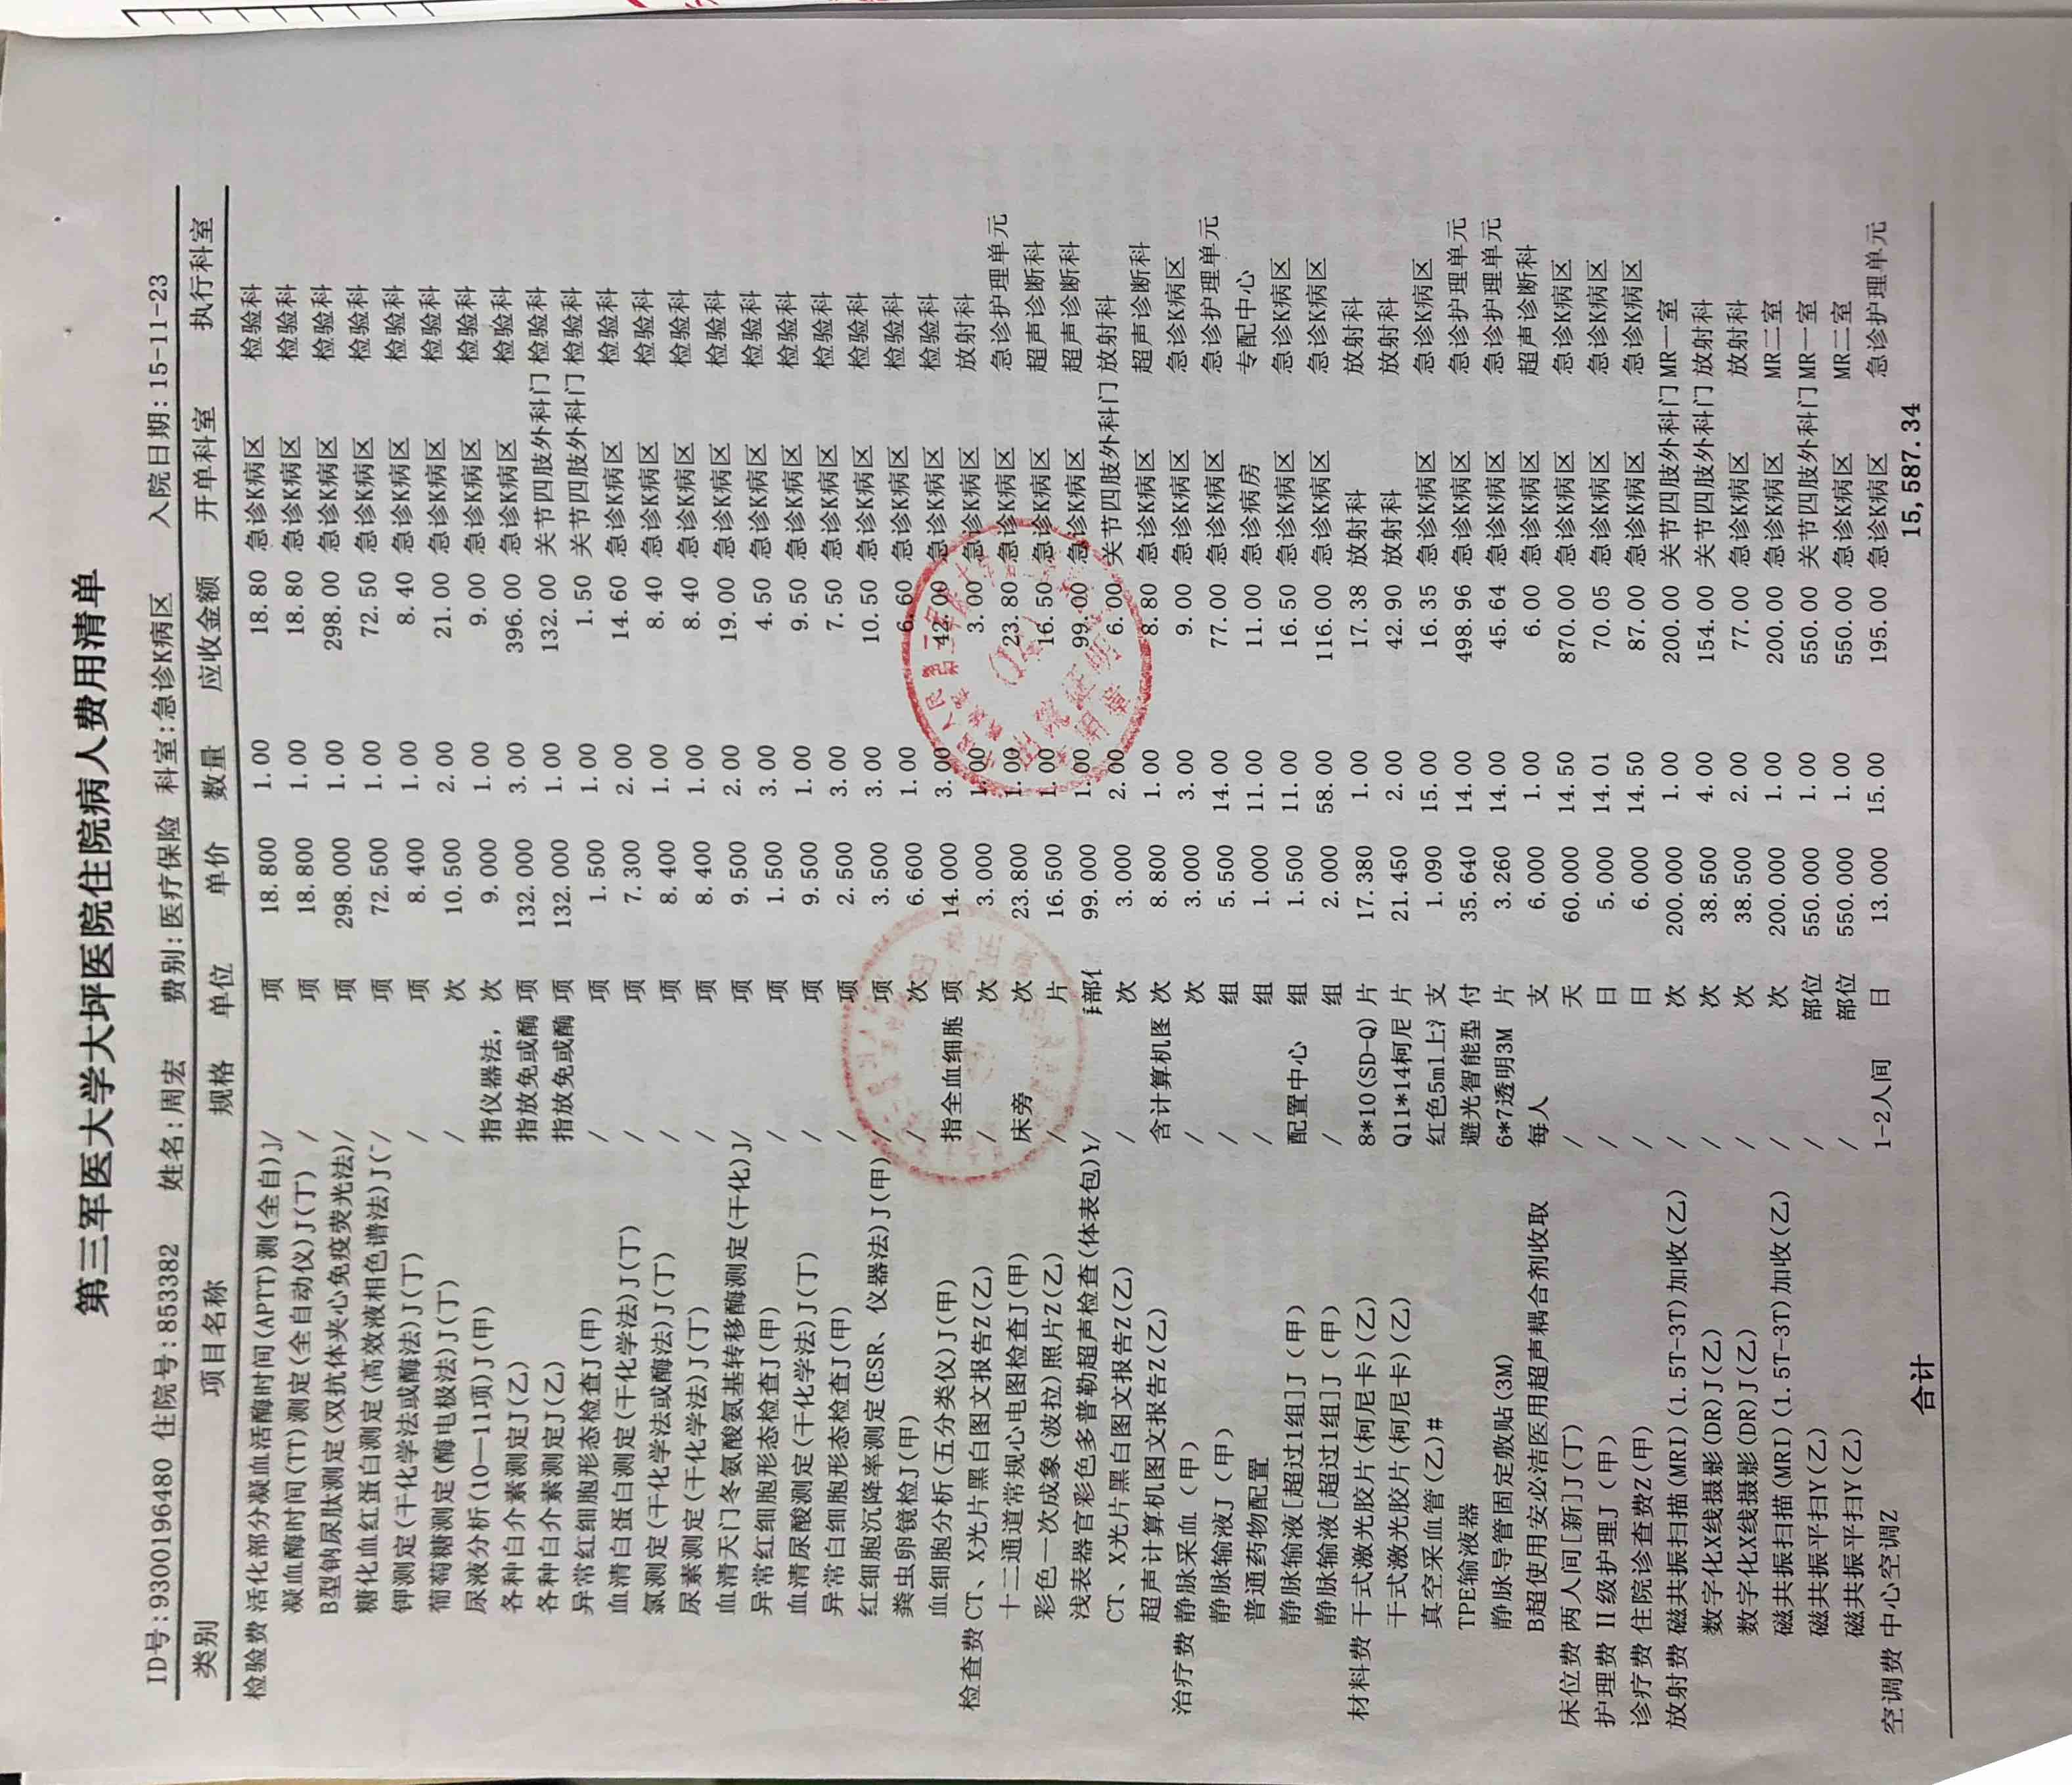 第三军医大学大坪医院住院病人费用清单
ID号:9300196480 住院号:853382 姓名:周宏 费别:医疗保险 科室:急诊K病区 入院日期:15-11-23
类别 项目名称 规格 单位 单价 数量 应收金额 开单科室 执行科室
检验费 活化部分凝血活酶时间(APTT)测(全自)J/ 项 18.800 1.00 18.80 急诊K病区 检验科
凝血酶时间(TT)测定(全自动仪)J(丁) / 项 18.800 1.00 18.80 急诊K病区 检验科
B型钠尿肽测定(双抗体夹心免疫荧光法)/ 项 298.000 1.00 298.00 急诊K病区 检验科
糖化血红蛋白测定(高效液相色谱法)J( / 项 72.500 1.00 72.50 急诊K病区 检验科
钾测定(干化学法或酶法)J(丁) / 项 8.400 1.00 8.40 急诊K病区 检验科
葡萄糖测定(酶电极法)J(丁) / 次 10.500 2.00 21.00 急诊K病区 检验科
尿液分析(10—11项)J(甲) 指仪器法, 次 9.000 1.00 9.00 急诊K病区 检验科
各种白介素测定J(乙) 指放免或酶 项 132.000 3.00 396.00 急诊K病区 检验科
各种白介素测定J(乙) 指放免或酶 项 132.000 1.00 132.00 关节四肢外科门 检验科
异常红细胞形态检查J(甲) / 项 1.500 1.00 1.50 关节四肢外科门 检验科
血清白蛋白测定(干化学法)J(丁) / 项 7.300 2.00 14.60 急诊K病区 检验科
氯测定(干化学法或酶法)J(丁) / 项 8.400 1.00 8.40 急诊K病区 检验科
尿素测定(干化学法)J(丁) / 项 8.400 1.00 8.40 急诊K病区 检验科
血清天门冬氨酸氨基转移酶测定(干化)J/ 项 9.500 2.00 19.00 急诊K病区 检验科
异常红细胞形态检查J(甲) / 项 1.500 3.00 4.50 急诊K病区 检验科
血清尿酸测定(干化学法)J(丁) / 项 9.500 1.00 9.50 急诊K病区 检验科
异常白细胞形态检查J(甲) / 项 2.500 3.00 7.50 急诊K病区 检验科
红细胞沉降率测定(ESR、仪器法)J(甲) / 项 3.500 3.00 10.50 急诊K病区 检验科
粪虫卵镜检J(甲) / 次 6.600 1.00 6.60 急诊K病区 检验科
血细胞分析(五分类仪)J(甲) 指全血细胞 项 14.000 3.00 42.00 急诊K病区 检验科
检查费 CT、X光片黑白图文报告Z(乙) / 次 3.000 1.00 3.00 急诊K病区 放射科
十二通道常规心电图检查J(甲) 床旁 次 23.800 1.00 23.80 急诊K病区 急诊护理单元
彩色一次成象(波拉)照片Z(乙) / 片 16.500 1.00 16.50 急诊K病区 超声诊断科
浅表器官彩色多普勒超声检查(体表包)Y/ 部位 99.000 1.00 99.00 急诊K病区 超声诊断科
CT、X光片黑白图文报告Z(乙) / 次 3.000 2.00 6.00 关节四肢外科门 放射科
超声计算机图文报告Z(乙) 含计算机图 次 8.800 1.00 8.80 急诊K病区 超声诊断科
治疗费 静脉采血（甲） / 次 3.000 3.00 9.00 急诊K病区 急诊K病区
静脉输液J（甲） / 组 5.500 14.00 77.00 急诊K病区 急诊护理单元
普通药物配置 / 组 1.000 11.00 11.00 急诊病房 专配中心
静脉输液[超过1组]J（甲） 配置中心 组 1.500 11.00 16.50 急诊K病区 急诊K病区
静脉输液[超过1组]J（甲） / 组 2.000 58.00 116.00 急诊K病区 急诊K病区
材料费 干式激光胶片(柯尼卡)(乙) 8*10(SD-Q) 片 17.380 1.00 17.38 放射科 放射科
干式激光胶片(柯尼卡)(乙) Q11*14柯尼 片 21.450 2.00 42.90 放射科 放射科
真空采血管(乙)# 红色5ml上 支 1.090 15.00 16.35 急诊K病区 急诊K病区
TPE输液器 避光智能型 付 35.640 14.00 498.96 急诊K病区 急诊护理单元
静脉导管固定敷贴(3M) 6*7透明3M 片 3.260 14.00 45.64 急诊K病区 急诊护理单元
B超使用安必洁医用超声耦合剂收取 每人 支 6.000 1.00 6.00 急诊K病区 超声诊断科
床位费 两人间[新]J(丁) / 天 60.000 14.50 870.00 急诊K病区 急诊K病区
护理费 II级护理J（甲） / 日 5.000 14.01 70.05 急诊K病区 急诊K病区
诊疗费 住院诊查费Z(甲) / 日 6.000 14.50 87.00 急诊K病区 急诊K病区
放射费 磁共振扫描(MRI)(1.5T-3T)加收(乙) / 次 200.000 1.00 200.00 关节四肢外科门 MR一室
数字化X线摄影(DR)J(乙) / 次 38.500 4.00 154.00 关节四肢外科门 放射科
数字化X线摄影(DR)J(乙) / 次 38.500 2.00 77.00 急诊K病区 放射科
磁共振扫描(MRI)(1.5T-3T)加收(乙) / 次 200.000 1.00 200.00 急诊K病区 MR二室
磁共振平扫Y(乙) / 部位 550.000 1.00 550.00 关节四肢外科门 MR一室
磁共振平扫Y(乙) / 部位 550.000 1.00 550.00 急诊K病区 MR二室
空调费 中心空调Z 1-2人间 日 13.000 15.00 195.00 急诊K病区 急诊护理单元
合计 15,587.34